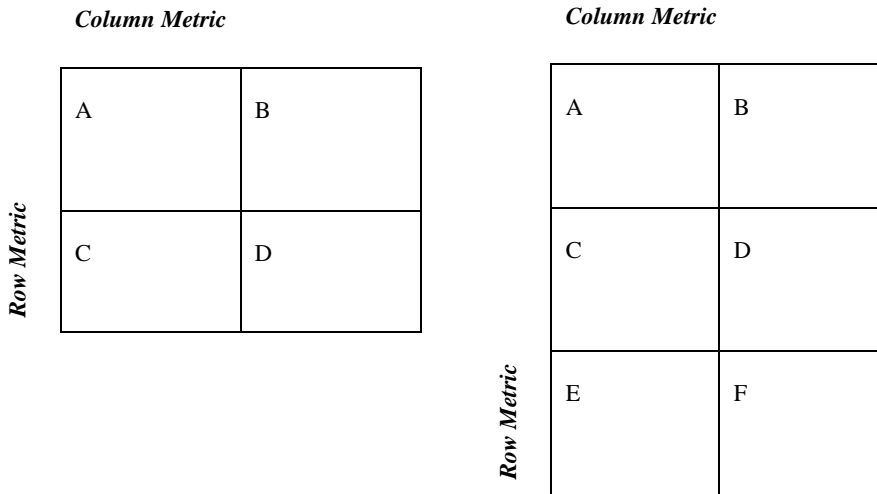 Column Metric
A B
C D
Row Metric
Column Metric
A B
C D
E F
Row Metric